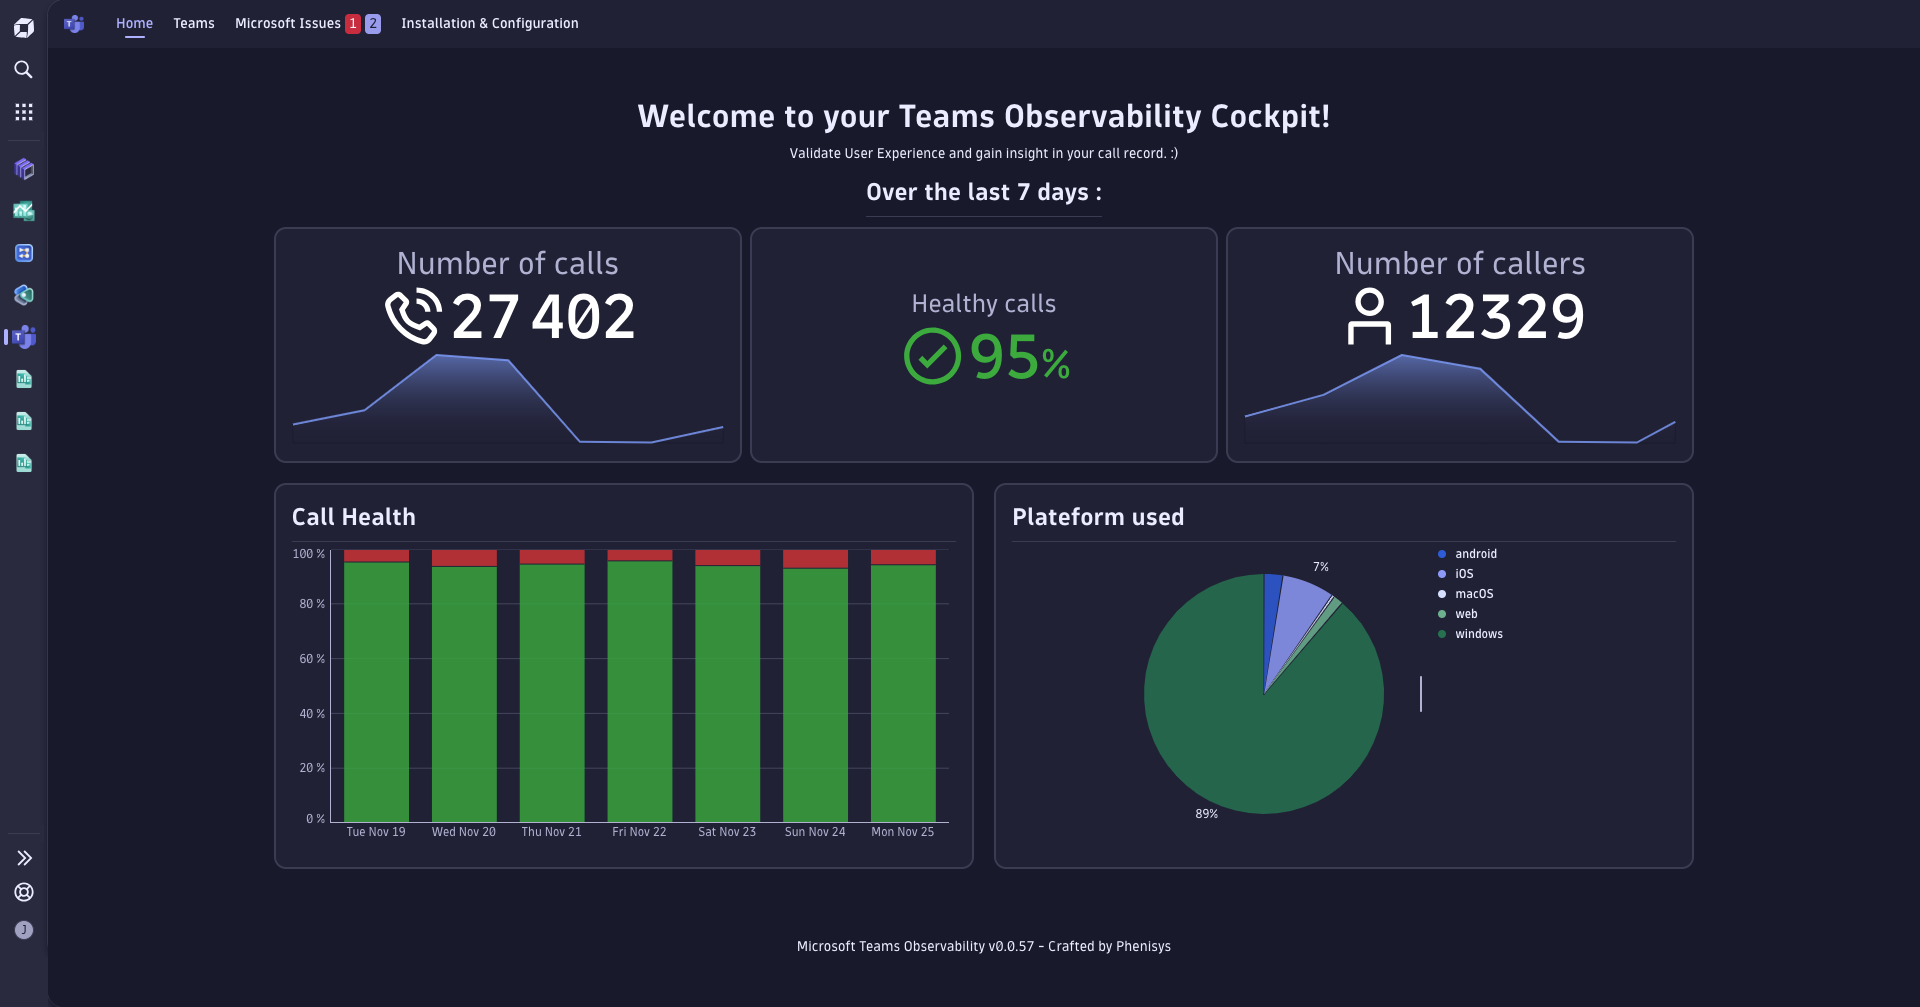 Home Teams Microsoft Issues 1 2 Installation & Configuration
Welcome to your Teams Observability Cockpit!
Validate User Experience and gain insight in your call record. :)
Over the last 7 days :
Number of calls
27 402
Healthy calls
95%
Number of callers
12329
Call Health
100 %
80 %
60 %
40 %
20 %
0 %
Tue Nov 19 Wed Nov 20 Thu Nov 21 Fri Nov 22 Sat Nov 23 Sun Nov 24 Mon Nov 25
Plateform used
7%
89%
android
iOS
macOS
web
windows
J
Microsoft Teams Observability v0.0.57 - Crafted by Phenisys